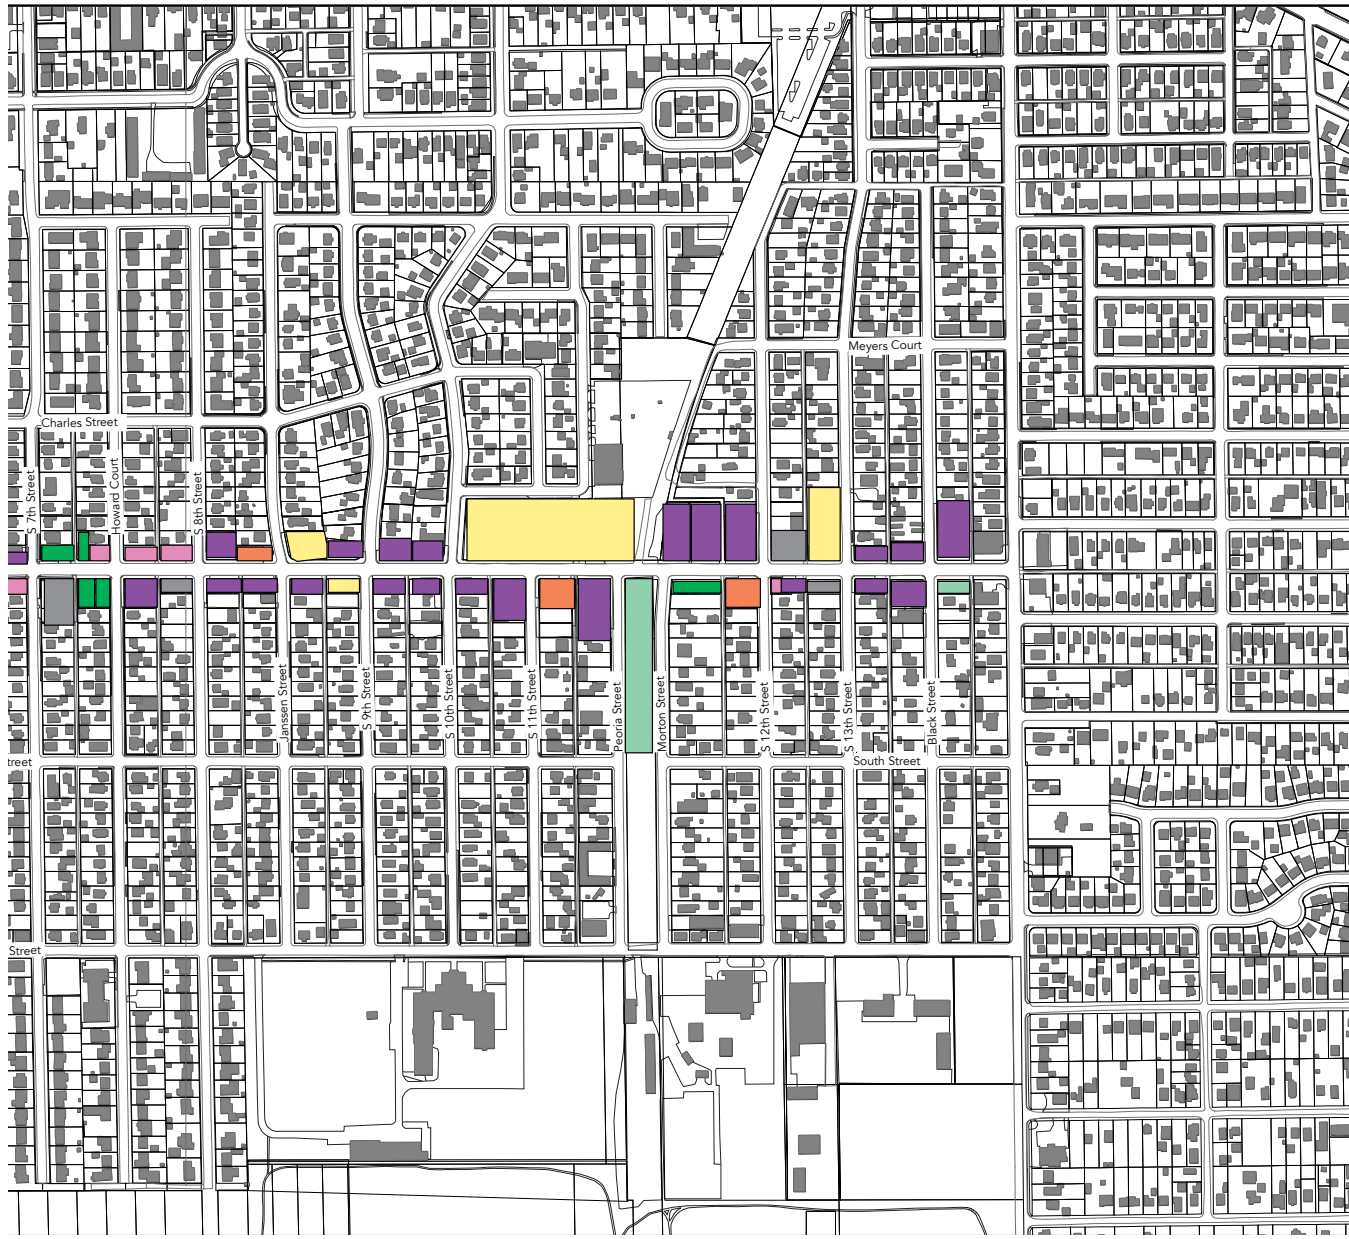 Meyers Court
Charles Street
S 7th Street
Howard Court
S 8th Street
Janssen Street
S 9th Street
S 10th Street
S 11th Street
Peoria Street
Morton Street
S 12th Street
S 13th Street
Black Street
treet
South Street
Street